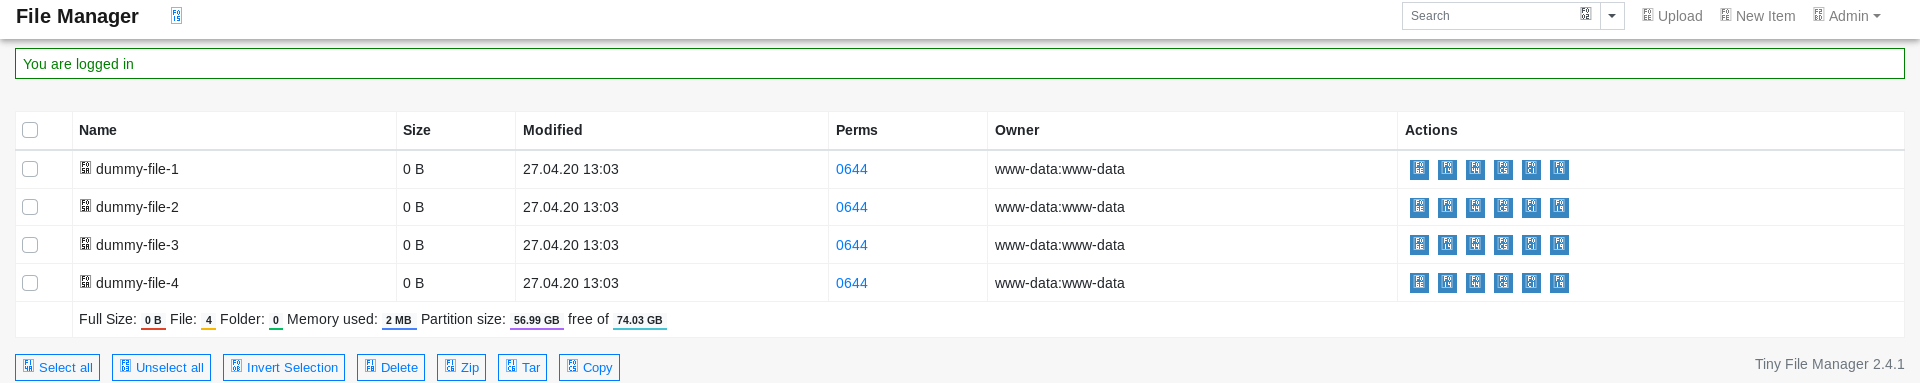 File Manager Search Upload New Item Admin
You are logged in
Name Size Modified Perms Owner Actions
dummy-file-1 0 B 27.04.20 13:03 0644 www-data:www-data
dummy-file-2 0 B 27.04.20 13:03 0644 www-data:www-data
dummy-file-3 0 B 27.04.20 13:03 0644 www-data:www-data
dummy-file-4 0 B 27.04.20 13:03 0644 www-data:www-data
Full Size: 0 B File: 4 Folder: 0 Memory used: 2 MB Partition size: 56.99 GB free of 74.03 GB
Select all Unselect all Invert Selection Delete Zip Tar Copy Tiny File Manager 2.4.1